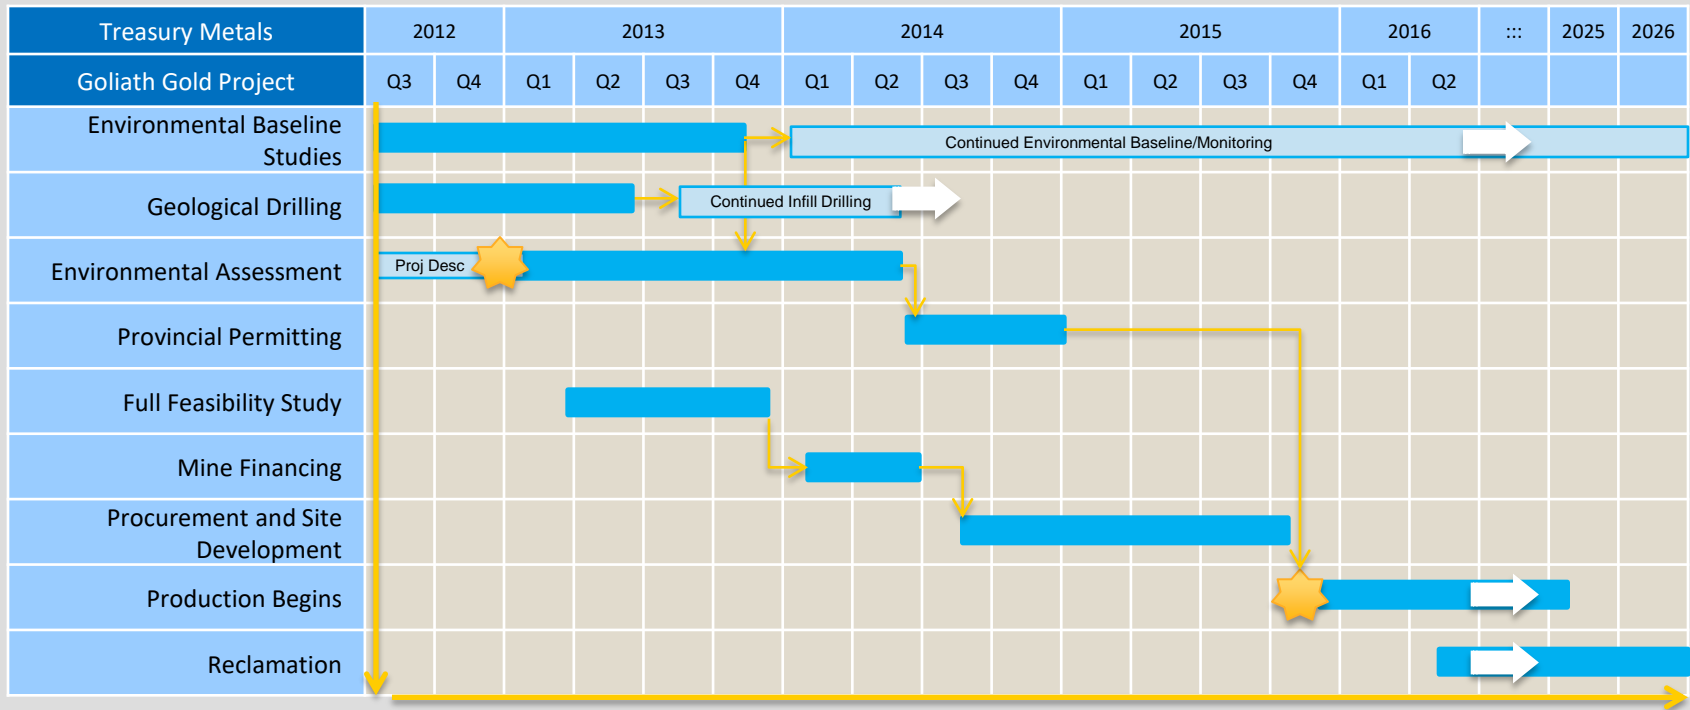 Treasury Metals 2012 2013 2014 2015 2016 ::: 2025 2026
Goliath Gold Project Q3 Q4 Q1 Q2 Q3 Q4 Q1 Q2 Q3 Q4 Q1 Q2 Q3 Q4 Q1 Q2
Environmental Baseline
Studies
Continued Environmental Baseline/Monitoring
Geological Drilling
Continued Infill Drilling
Environmental Assessment
Proj Desc
Provincial Permitting
Full Feasibility Study
Mine Financing
Procurement and Site
Development
Production Begins
Reclamation